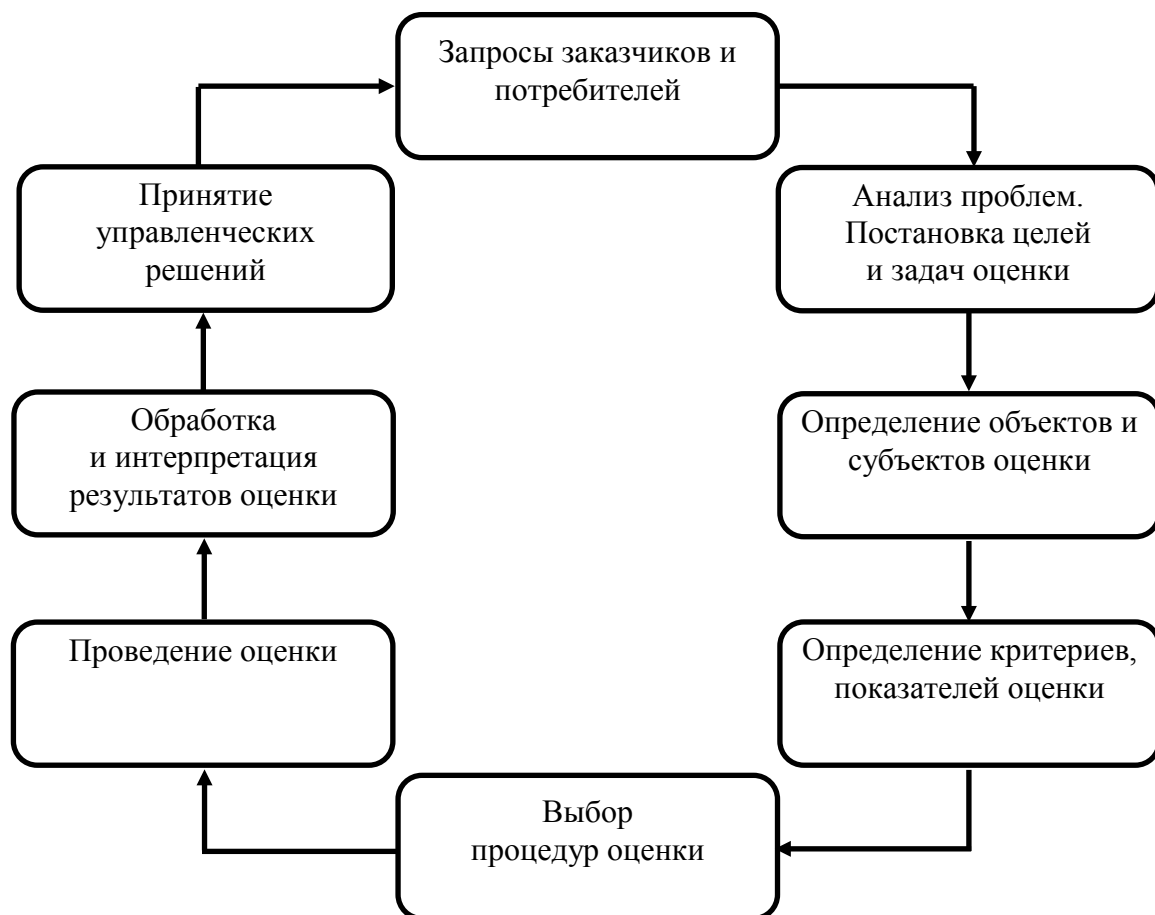 Запросы заказчиков и
потребителей
Анализ проблем.
Постановка целей
и задач оценки
Определение объектов и
субъектов оценки
Определение критериев,
показателей оценки
Выбор
процедур оценки
Проведение оценки
Обработка
и интерпретация
результатов оценки
Принятие
управленческих
решений